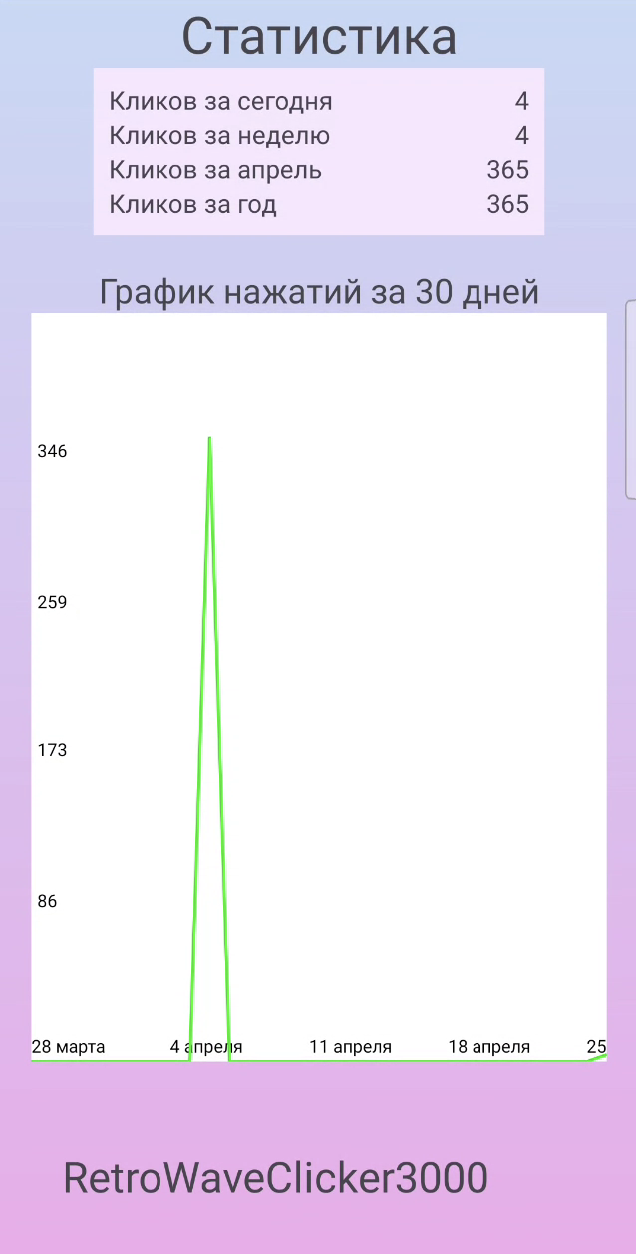 Статистика
Кликов за сегодня 4
Кликов за неделю 4
Кликов за апрель 365
Кликов за год 365
График нажатий за 30 дней
346
259
173
86
28 марта 4 апреля 11 апреля 18 апреля 25
RetroWaveClicker3000